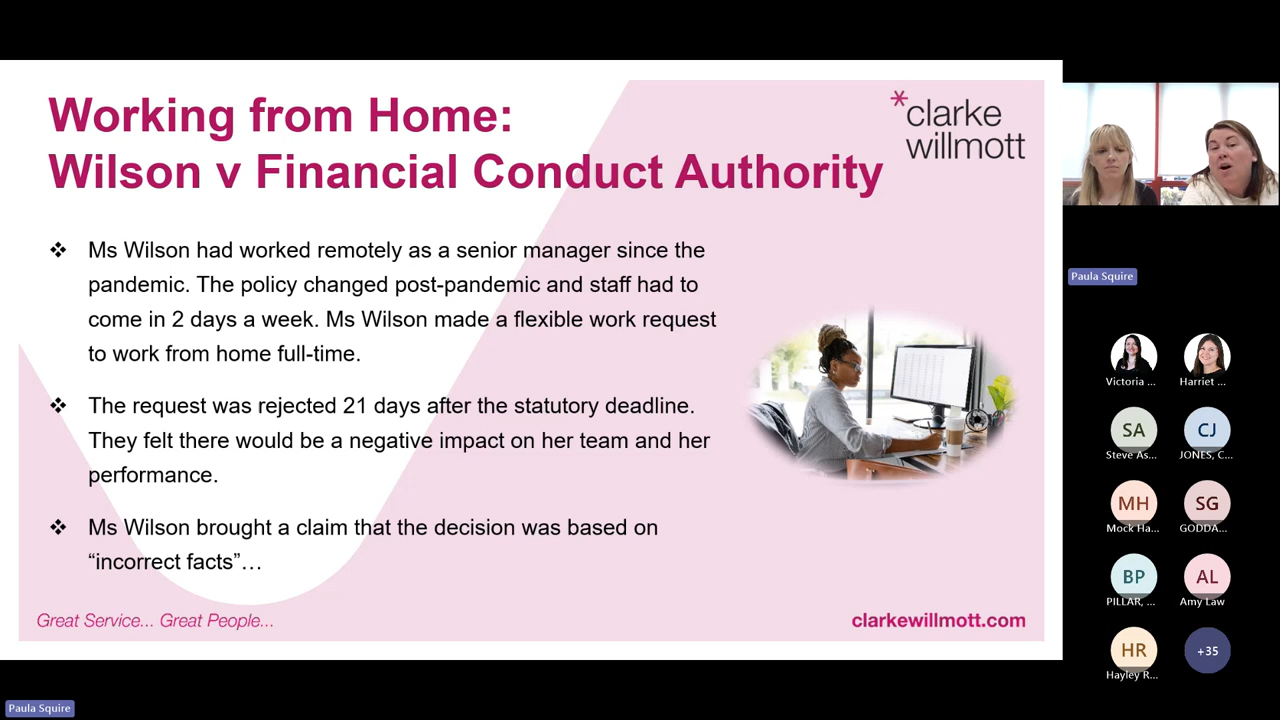 Working from Home:
Wilson v Financial Conduct Authority
*clarke
willmott
❖ Ms Wilson had worked remotely as a senior manager since the
pandemic. The policy changed post-pandemic and staff had to
come in 2 days a week. Ms Wilson made a flexible work request
to work from home full-time.
❖ The request was rejected 21 days after the statutory deadline.
They felt there would be a negative impact on her team and her
performance.
❖ Ms Wilson brought a claim that the decision was based on
“incorrect facts”…
Great Service... Great People...
clarkewillmott.com
Paula Squire
Victoria ...
Harriet ...
SA
CJ
Steve As...
JONES, C...
MH
SG
Mock Ha...
GODDA...
BP
AL
PILLAR, ...
Amy Law
HR
+35
Hayley R...
Paula Squire